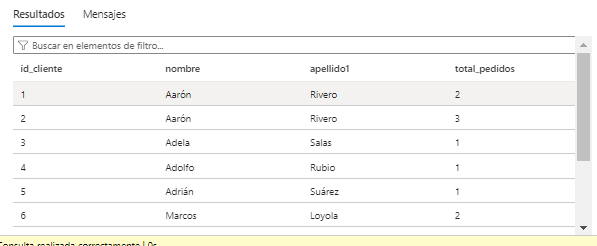 Resultados Mensajes
Buscar en elementos de filtro...
id_cliente nombre apellido1 total_pedidos
1 Aarón Rivero 2
2 Aarón Rivero 3
3 Adela Salas 1
4 Adolfo Rubio 1
5 Adrián Suárez 1
6 Marcos Loyola 2
Consulta realizada correctamente | 0s